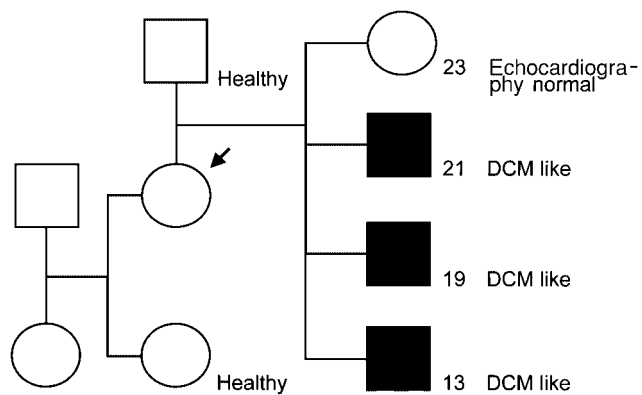 Healthy
23 Echocardiogra-
phy normal
21 DCM like
19 DCM like
Healthy
13 DCM like